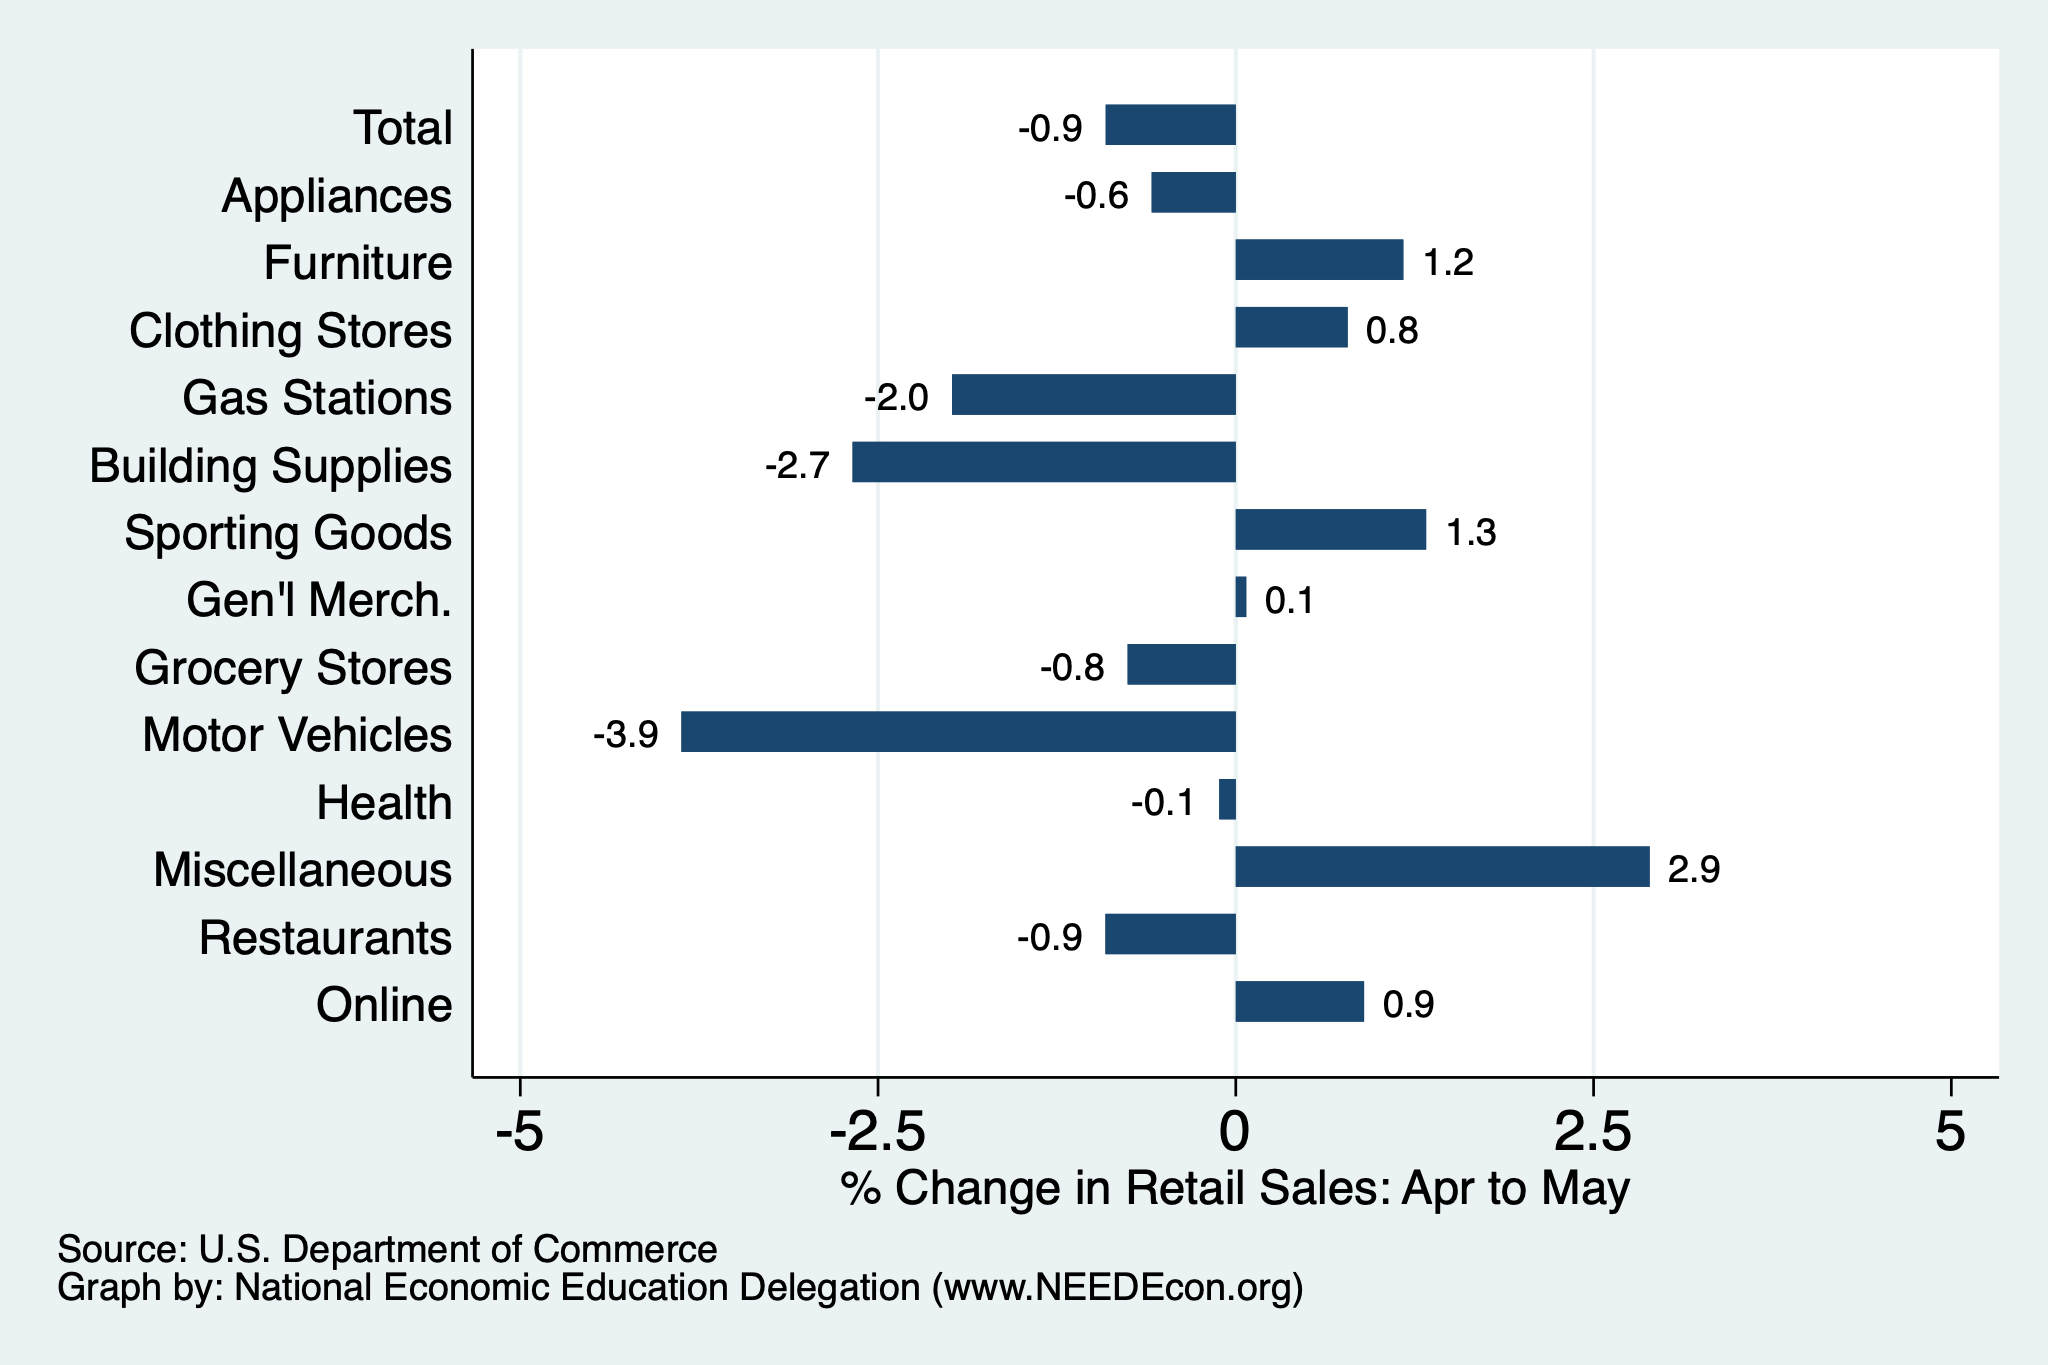 Total -0.9
Appliances -0.6
Furniture 1.2
Clothing Stores 0.8
Gas Stations -2.0
Building Supplies -2.7
Sporting Goods 1.3
Gen'l Merch. 0.1
Grocery Stores -0.8
Motor Vehicles -3.9
Health -0.1
Miscellaneous 2.9
Restaurants -0.9
Online 0.9
-5 -2.5 0 2.5 5
% Change in Retail Sales: Apr to May
Source: U.S. Department of Commerce
Graph by: National Economic Education Delegation (www.NEEDEcon.org)